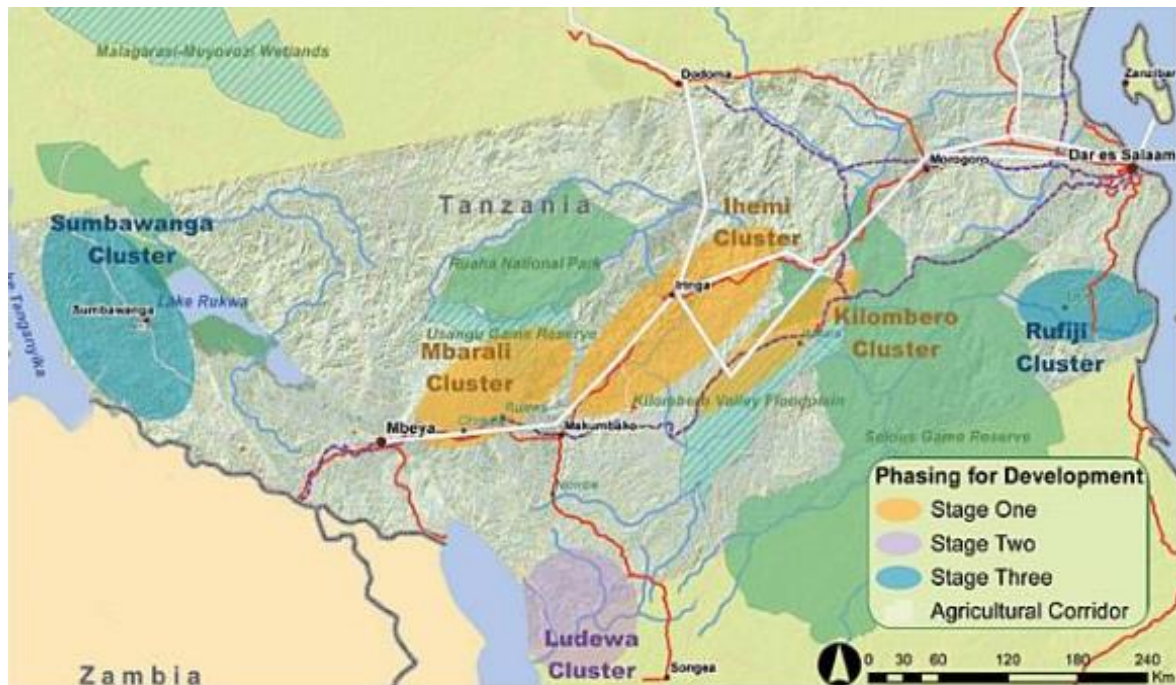 Malagarasi-Muyovozi Wetlands
Dodoma
Zanzibar
Morogoro
Dar es Salaam
Tanzania
Ihemi
Cluster
Sumbawanga
Cluster
Ruaha National Park
Iringa
Lake Rukwa
Sumbawanga
Tanganyika
Usangu Game Reserve
Mbarali
Cluster
Kilombero
Cluster
Rufiji
Cluster
Kilombero Valley Floodplain
Mbeya
Makumbako
Selous Game Reserve
Phasing for Development
Stage One
Stage Two
Stage Three
Agricultural Corridor
Ludewa
Cluster
Songea
Zambia
0 30 60 120 180 240
Km